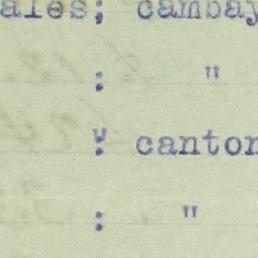 ales; cambay
: "
" : canton
: "